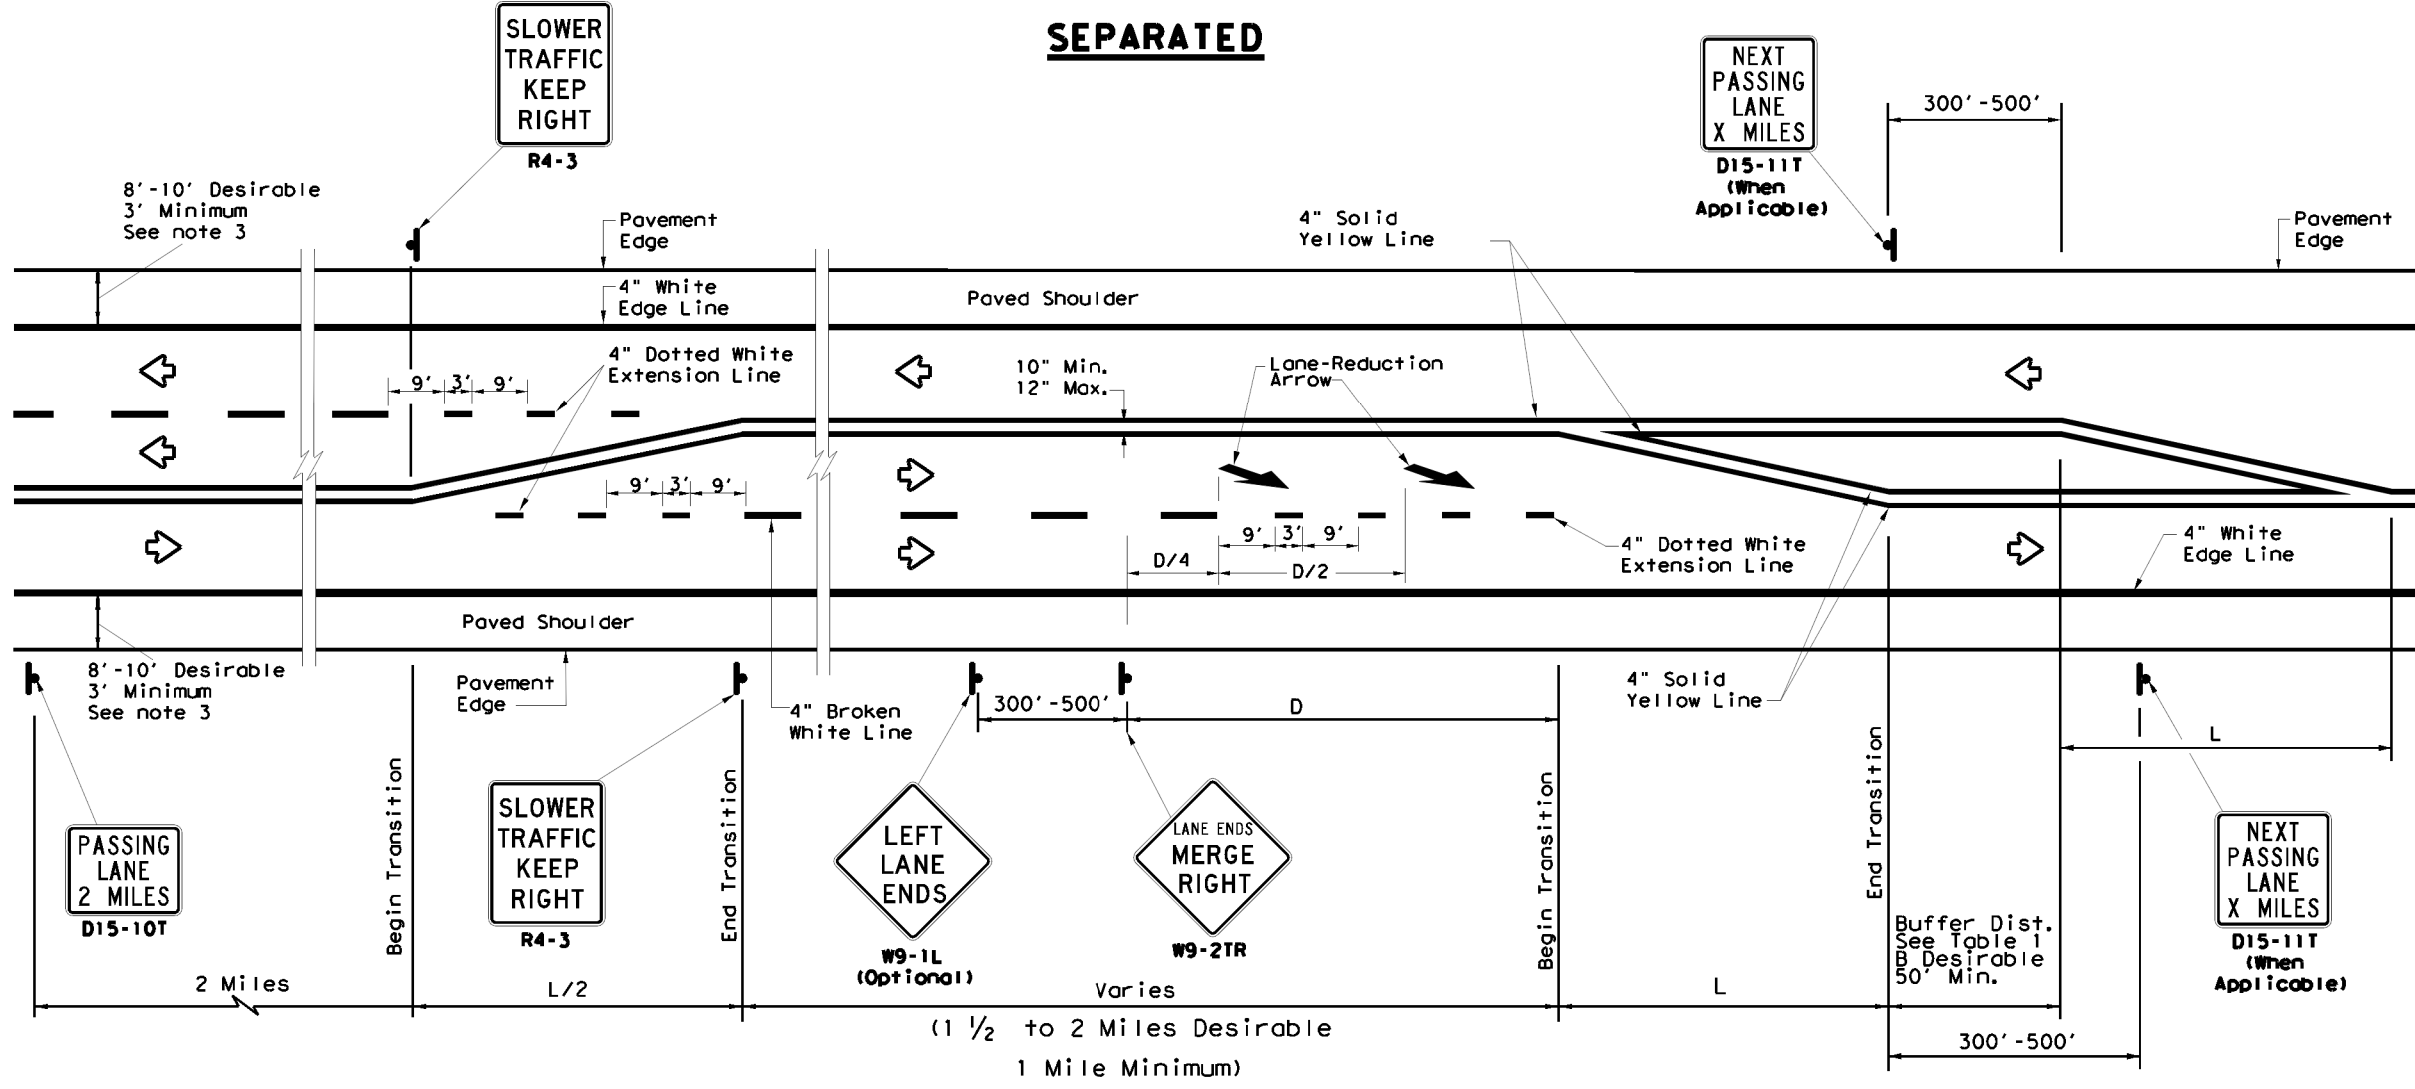 SEPARATED
SLOWER
TRAFFIC
KEEP
RIGHT
R4-3
NEXT
PASSING
LANE
X MILES
D15-11T
(When
Applicable)
300'-500'
8'-10' Desirable
3' Minimum
See note 3
Pavement
Edge
4" Solid
Yellow Line
Pavement
Edge
4" White
Edge Line
Paved Shoulder
4" Dotted White
Extension Line
9' 3' 9'
10" Min.
12" Max.
Lane-Reduction
Arrow
9' 3' 9'
9' 3' 9'
D/4
D/2
4" Dotted White
Extension Line
4" White
Edge Line
Paved Shoulder
8'-10' Desirable
3' Minimum
See note 3
Pavement
Edge
4" Broken
White Line
300'-500'
D
4" Solid
Yellow Line
L
PASSING
LANE
2 MILES
D15-10T
Begin Transition
SLOWER
TRAFFIC
KEEP
RIGHT
R4-3
End Transition
LEFT
LANE
ENDS
W9-1L
(Optional)
LANE ENDS
MERGE
RIGHT
W9-2TR
Begin Transition
End Transition
Buffer Dist.
See Table 1
B Desirable
50' Min.
NEXT
PASSING
LANE
X MILES
D15-11T
(When
Applicable)
2 Miles
L/2
Varies
(1 1/2 to 2 Miles Desirable
1 Mile Minimum)
L
300'-500'